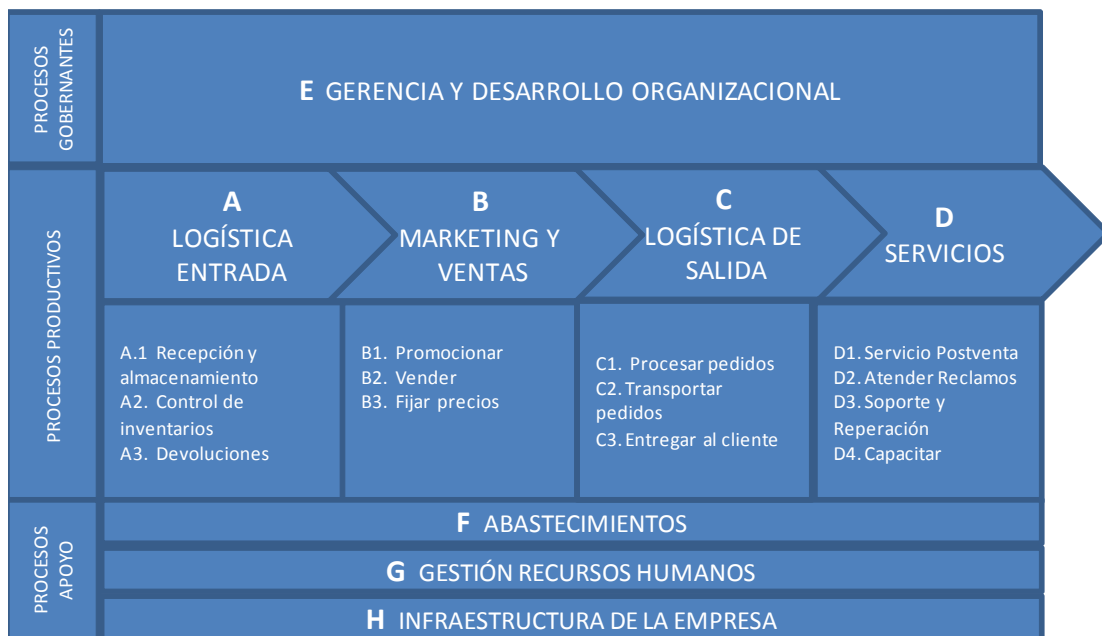 PROCESOS
GOBERNANTES
E GERENCIA Y DESARROLLO ORGANIZACIONAL
PROCESOS PRODUCTIVOS
A
LOGÍSTICA
ENTRADA
B
MARKETING Y
VENTAS
C
LOGÍSTICA DE
SALIDA
D
SERVICIOS
A.1 Recepción y
almacenamiento
A2. Control de
inventarios
A3. Devoluciones
B1. Promocionar
B2. Vender
B3. Fijar precios
C1. Procesar pedidos
C2. Transportar
pedidos
C3. Entregar al cliente
D1. Servicio Postventa
D2. Atender Reclamos
D3. Soporte y
Reperación
D4. Capacitar
PROCESOS
APOYO
F ABASTECIMIENTOS
G GESTIÓN RECURSOS HUMANOS
H INFRAESTRUCTURA DE LA EMPRESA